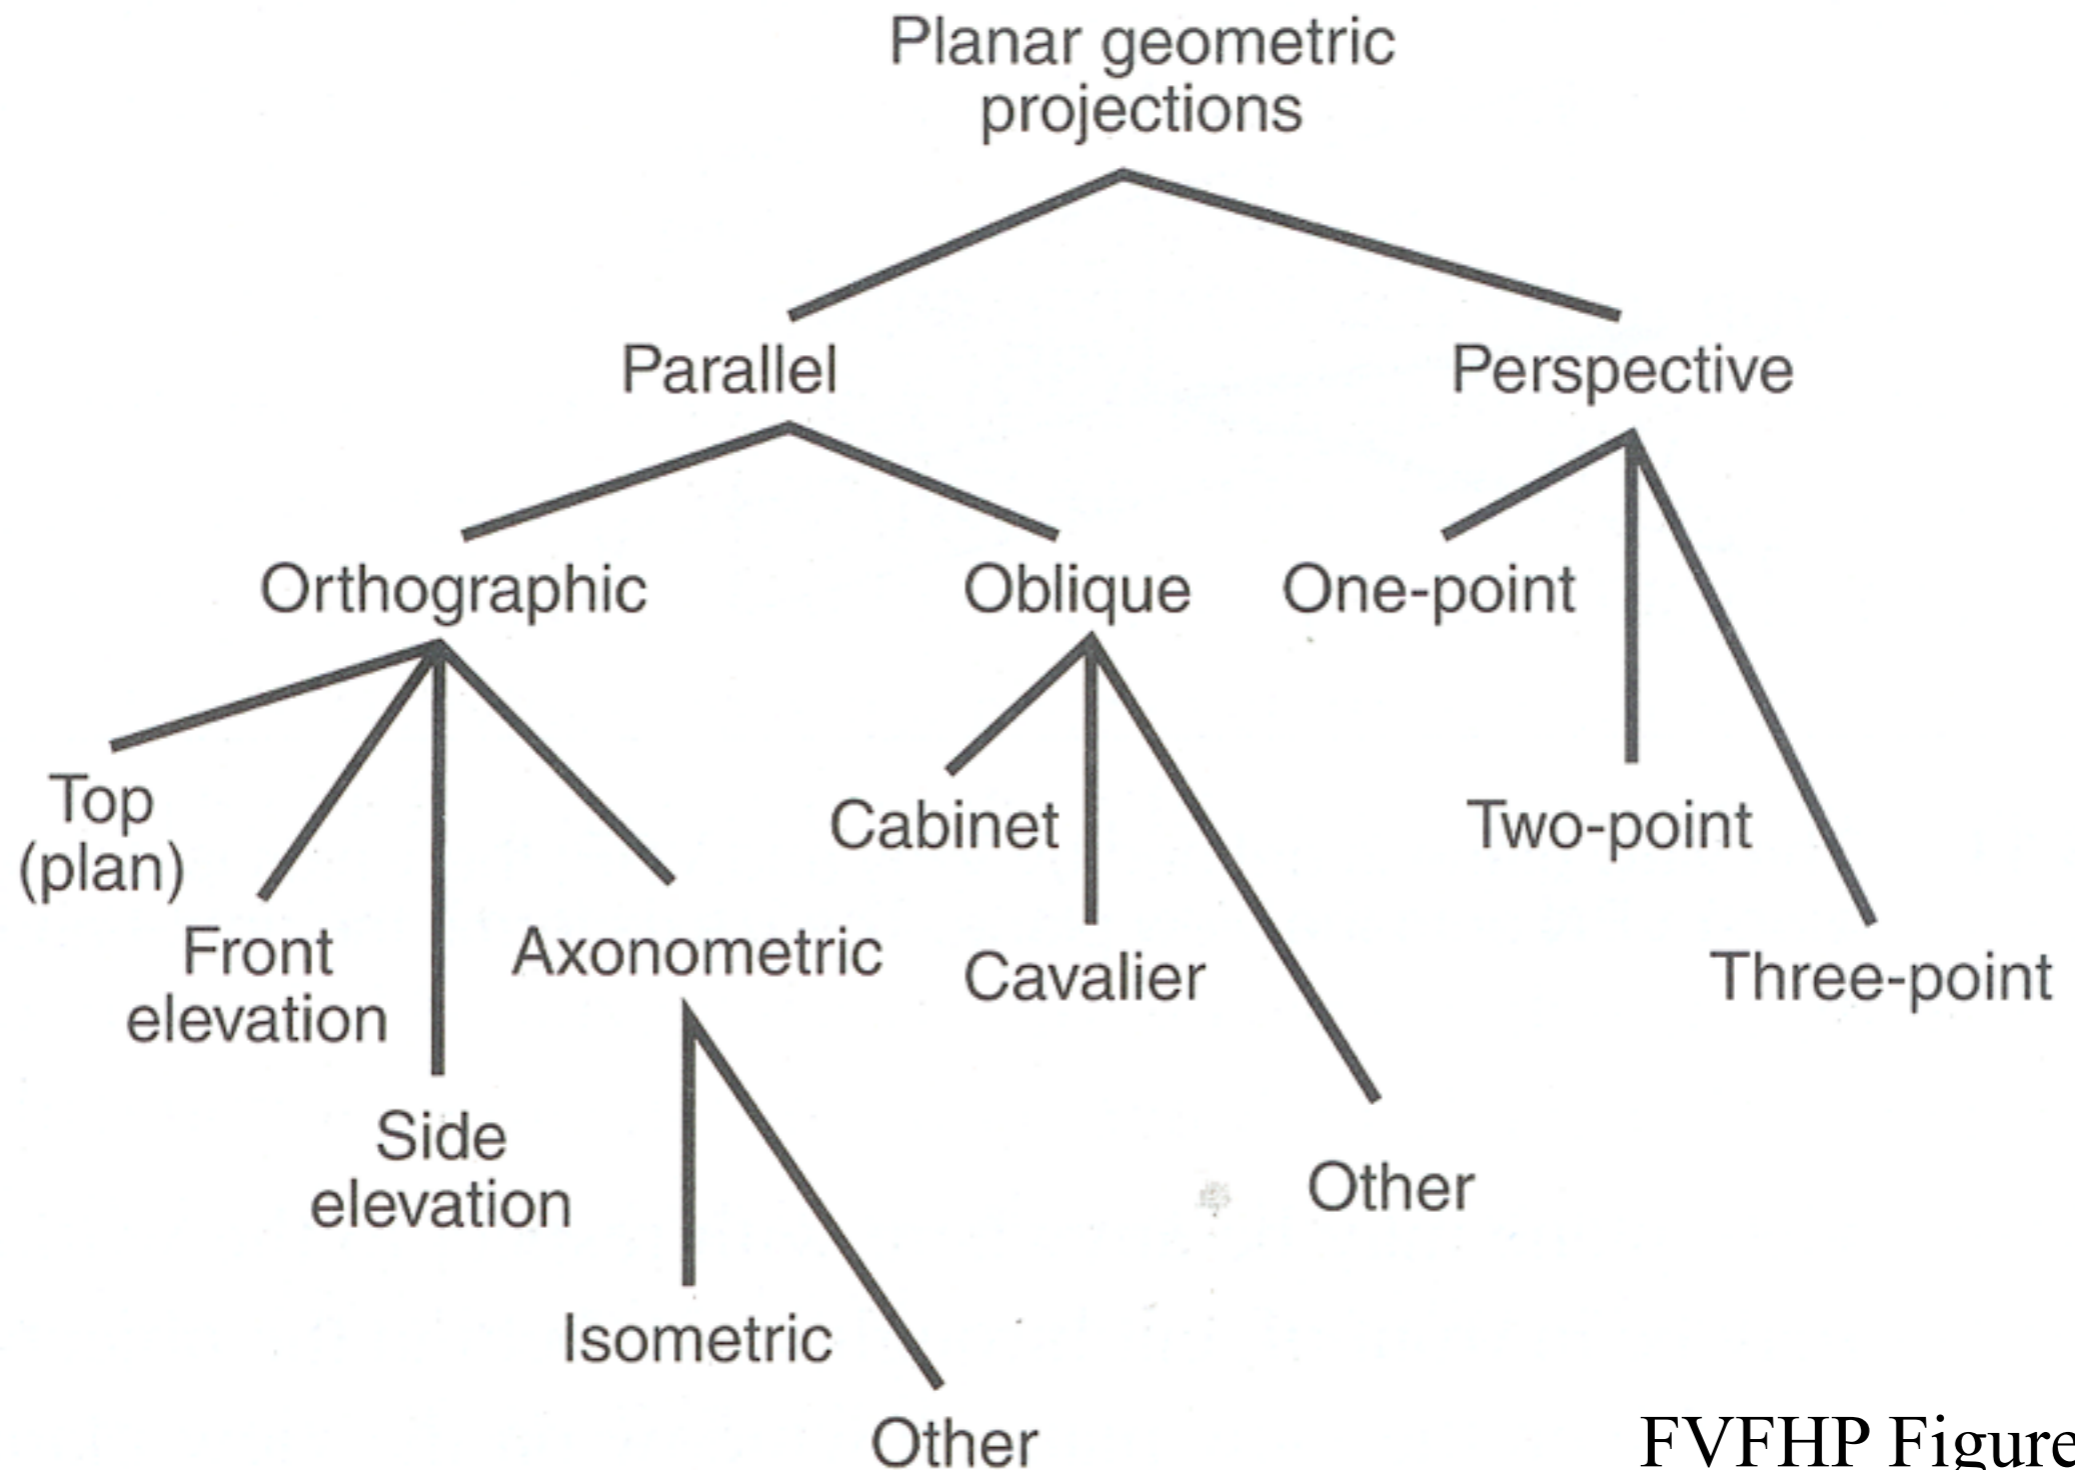 Planar geometric
projections
Parallel
Perspective
Orthographic
Oblique
One-point
Top
(plan)
Cabinet
Two-point
Front
elevation
Axonometric
Cavalier
Three-point
Side
elevation
Other
Isometric
Other
FVFHP Figure